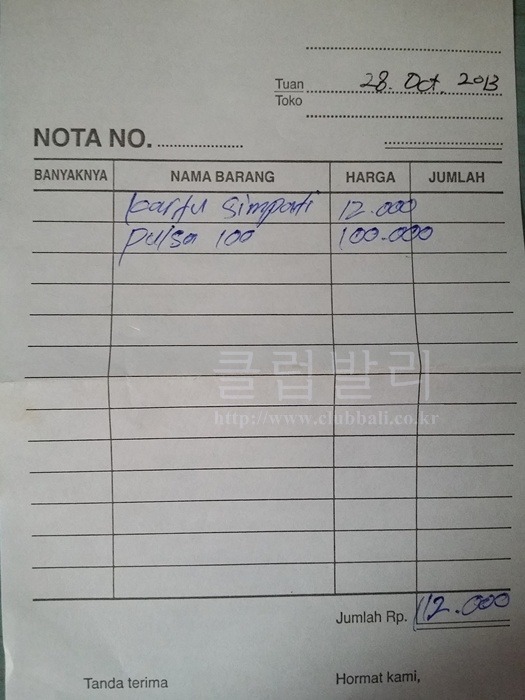 Tuan
Toko
28. Oct. 2013
NOTA NO.
BANYAKNYA NAMA BARANG HARGA JUMLAH
kartu simpati 12.000
pulsa 100 100.000
클럽발리
http://www.clubbali.co.kr
Jumlah Rp. 112.000
Tanda terima Hormat kami,